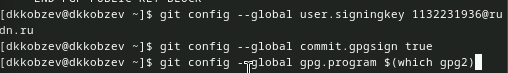 [dkkobzev@dkkobzev ~]$ git config --global user.signingkey 1132231936@ru
dn.ru
[dkkobzev@dkkobzev ~]$ git config --global commit.gpgsign true
[dkkobzev@dkkobzev ~]$ git config --global gpg.program $(which gpg2)